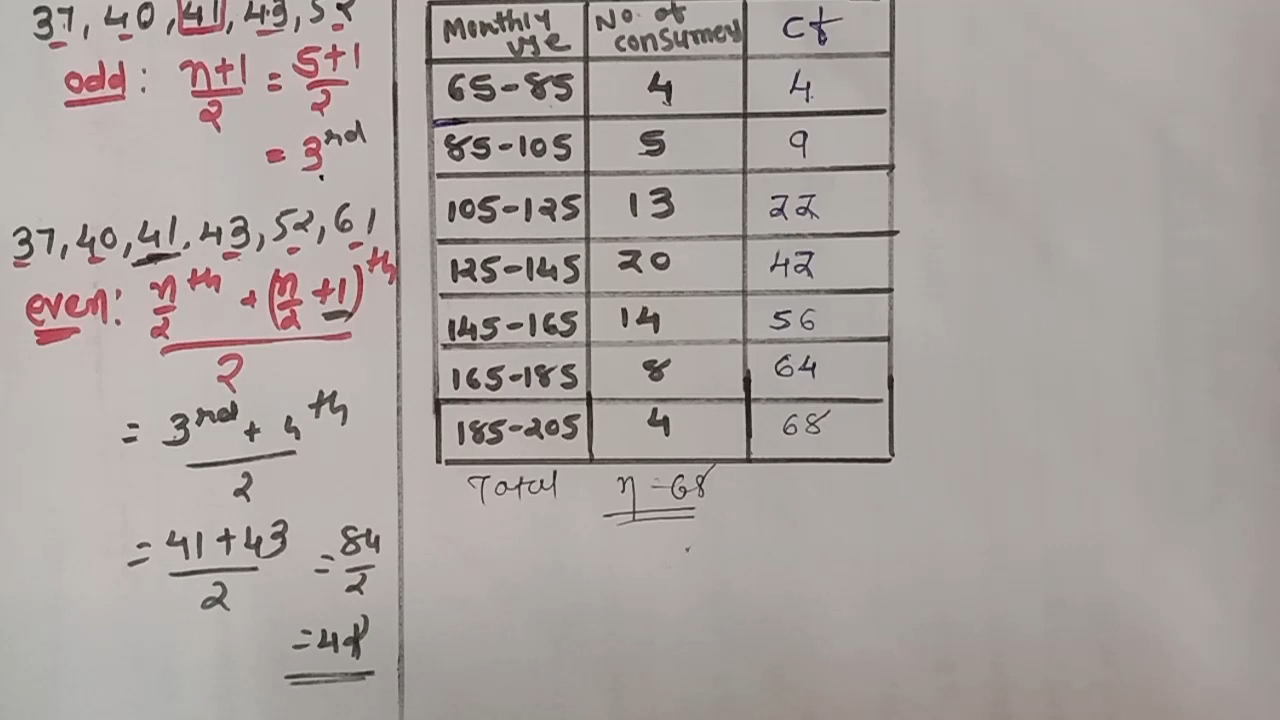 37, 40, 41, 43, 52
odd: n+1/2 = 5+1/2
= 3rd
37, 40, 41, 43, 52, 61
even: n/2 th + (n/2 +1)th / 2
= 3rd + 4th / 2
= 41+43/2 = 84/2
Monthly No. of consumer Cf
65-85 4 4
85-105 5 9
105-125 13 22
125-145 20 42
145-165 14 56
165-185 8 64
185-205 4 68
Total n = 68